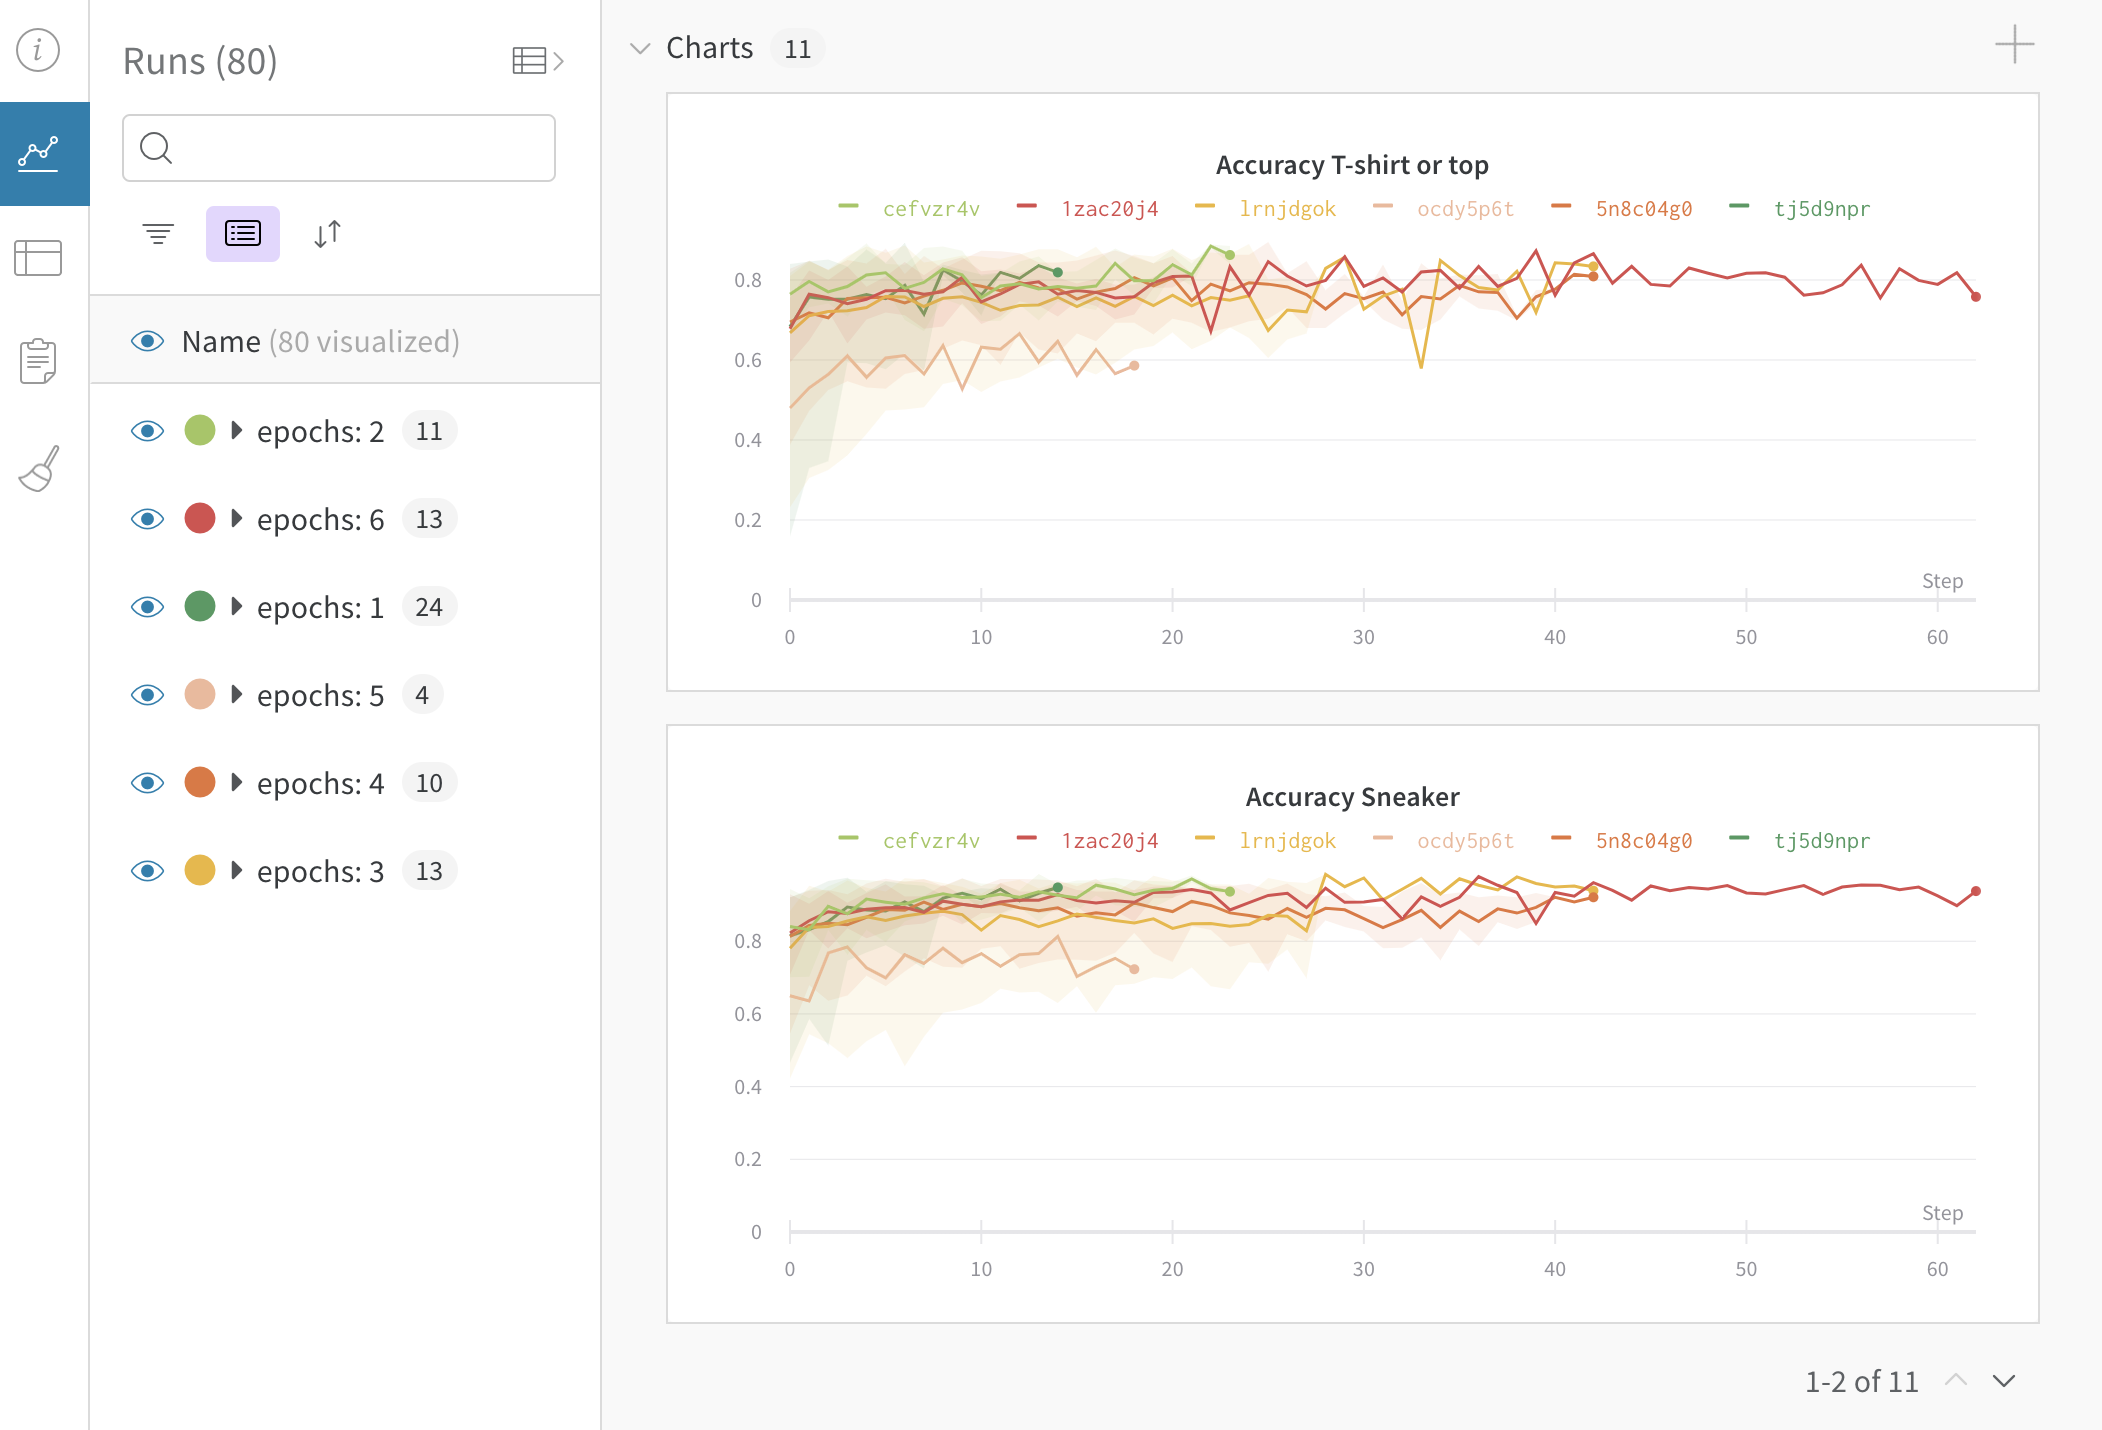 Runs (80)
Name (80 visualized)
epochs: 2 11
epochs: 6 13
epochs: 1 24
epochs: 5 4
epochs: 4 10
epochs: 3 13
Charts 11
Accuracy T-shirt or top
cefvzr4v 1zac20j4 lrnjdgok ocdy5p6t 5n8c04g0 tj5d9npr
0.8
0.6
0.4
0.2
0
Step
0 10 20 30 40 50 60
Accuracy Sneaker
cefvzr4v 1zac20j4 lrnjdgok ocdy5p6t 5n8c04g0 tj5d9npr
0.8
0.6
0.4
0.2
0
Step
0 10 20 30 40 50 60
1-2 of 11